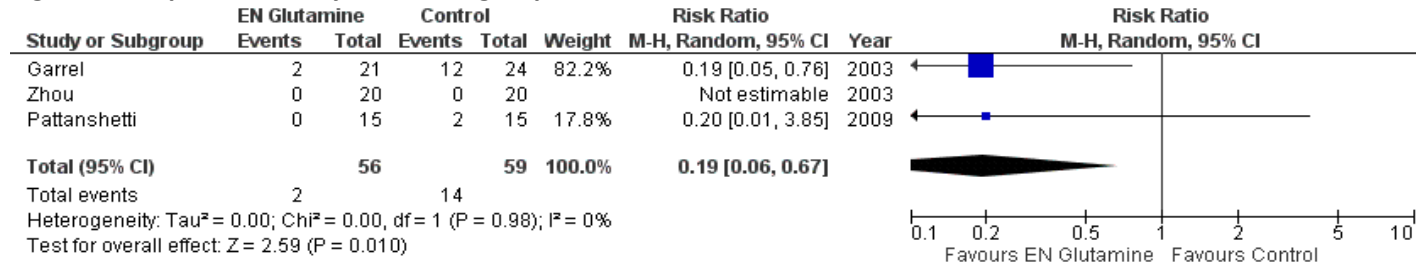 EN Glutamine Control Risk Ratio Risk Ratio
Study or Subgroup Events Total Events Total Weight M-H, Random, 95% CI Year M-H, Random, 95% CI
Garrel 2 21 12 24 82.2% 0.19 [0.05, 0.76] 2003
Zhou 0 20 0 20 Not estimable 2003
Pattanshetti 0 15 2 15 17.8% 0.20 [0.01, 3.85] 2009
Total (95% CI) 56 59 100.0% 0.19 [0.06, 0.67]
Total events 2 14
Heterogeneity: Tau² = 0.00; Chi² = 0.00, df = 1 (P = 0.98); I² = 0%
Test for overall effect: Z = 2.59 (P = 0.010)
0.1 0.2 0.5 1 2 5 10
Favours EN Glutamine Favours Control